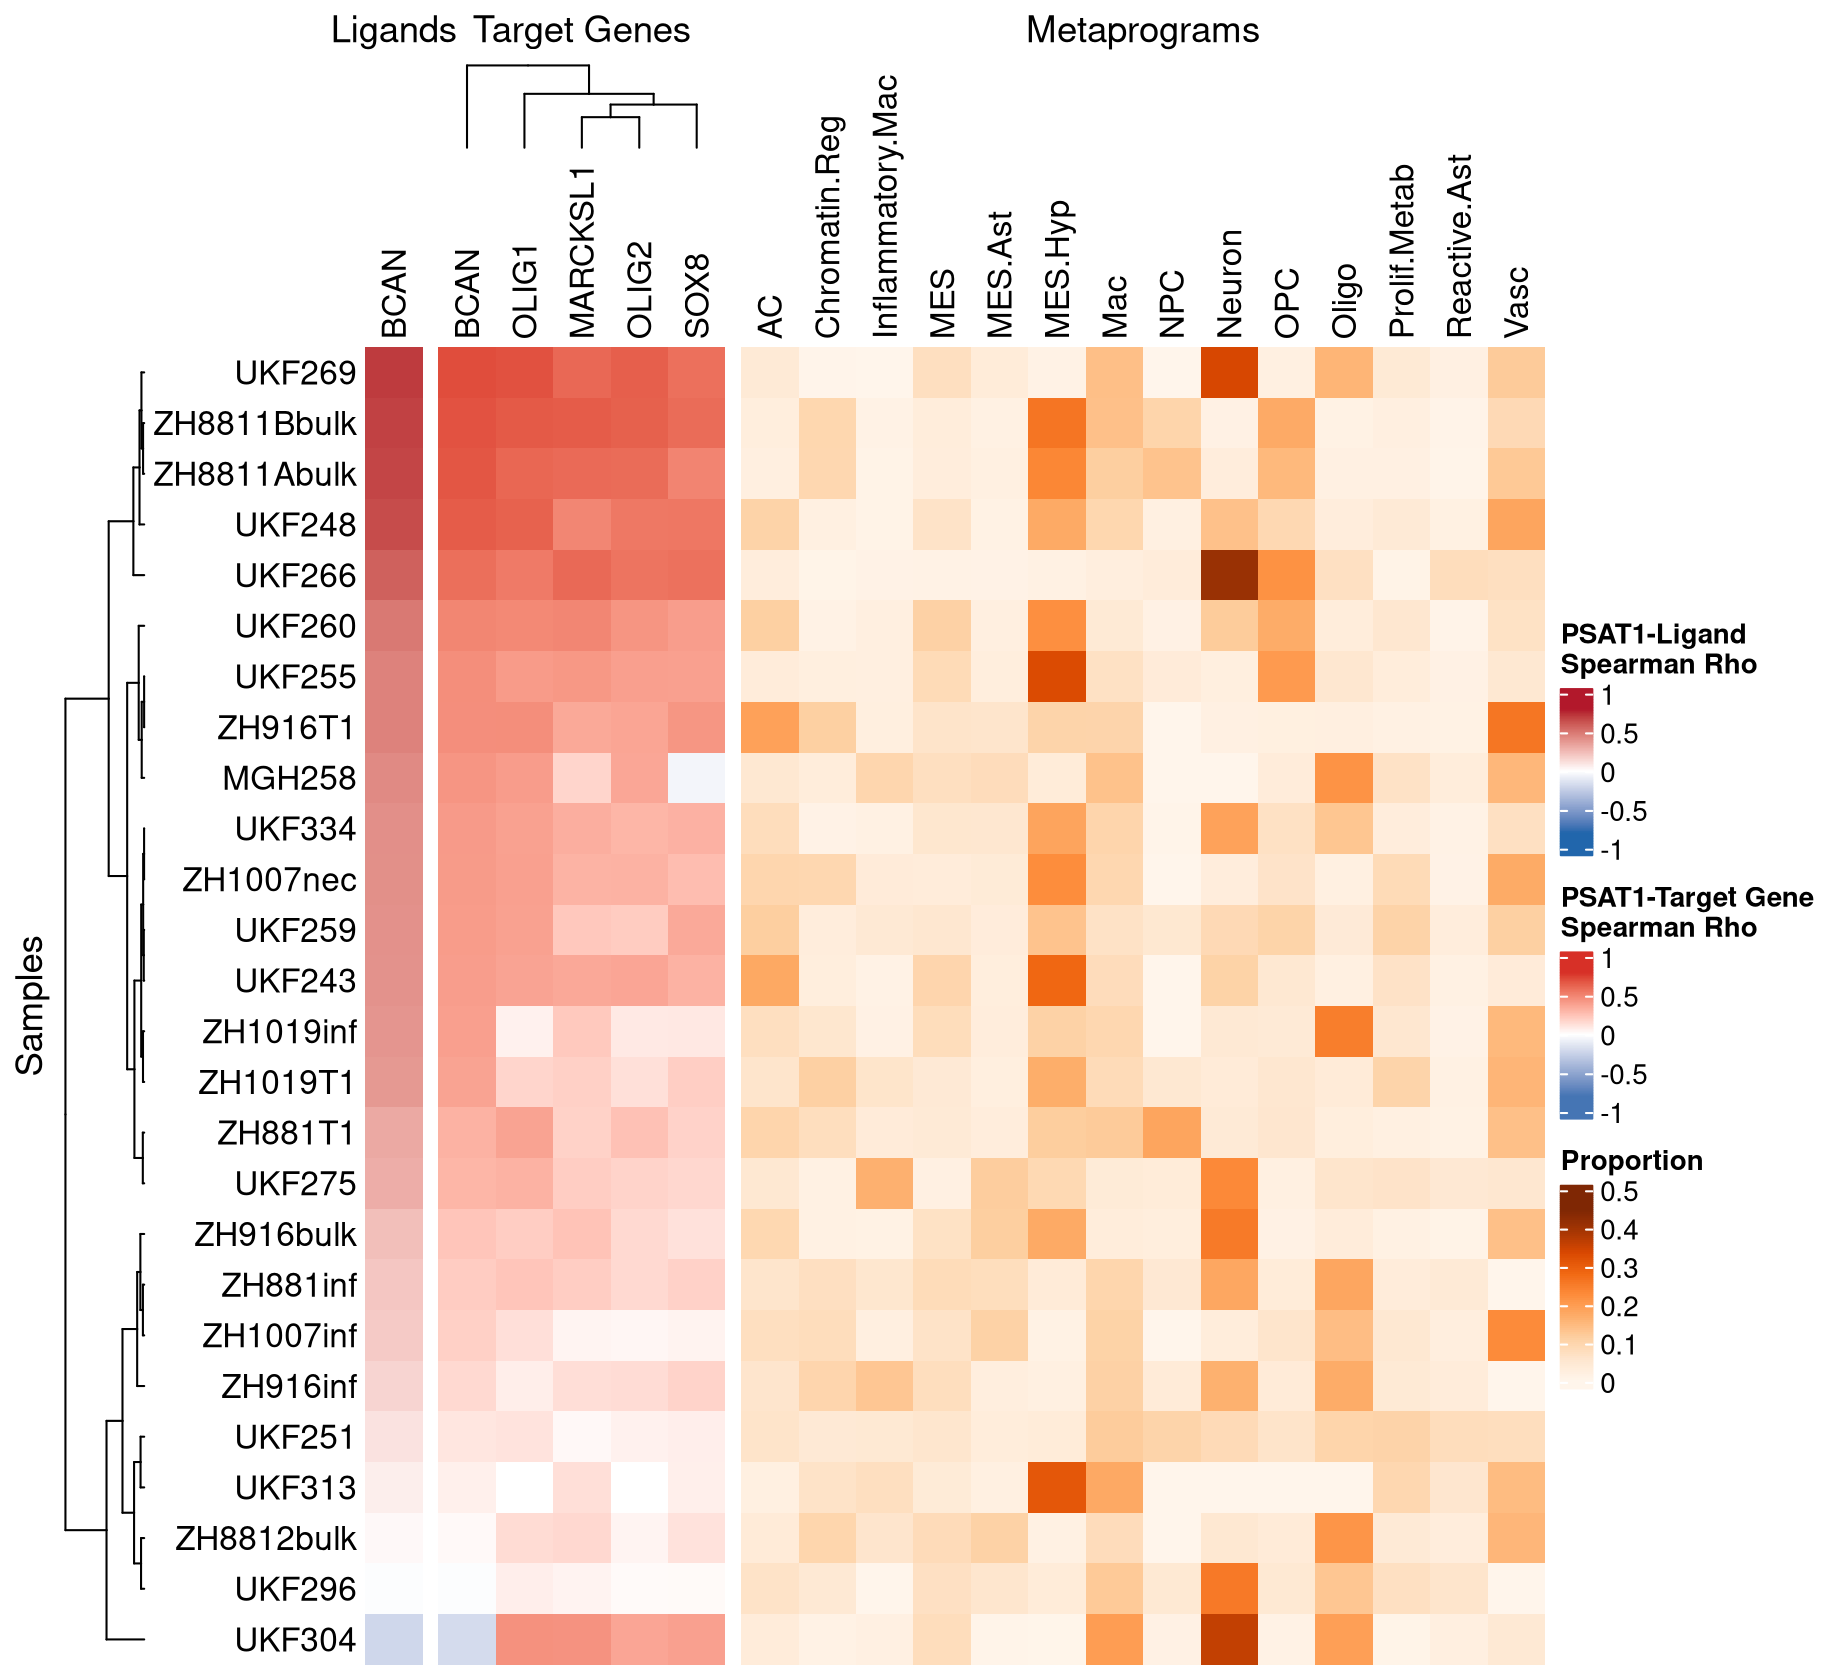 Ligands Target Genes Metaprograms
BCAN BCAN OLIG1 MARCKSL1 OLIG2 SOX8 AC Chromatin.Reg Inflammatory.Mac MES MES.Ast MES.Hyp Mac NPC Neuron OPC Oligo Prolif.Metab Reactive.Ast Vasc
Samples
UKF269
ZH8811Bbulk
ZH8811Abulk
UKF248
UKF266
UKF260
UKF255
ZH916T1
MGH258
UKF334
ZH1007nec
UKF259
UKF243
ZH1019inf
ZH1019T1
ZH881T1
UKF275
ZH916bulk
ZH881inf
ZH1007inf
ZH916inf
UKF251
UKF313
ZH8812bulk
UKF296
UKF304
PSAT1-Ligand
Spearman Rho
1
0.5
0
-0.5
-1
PSAT1-Target Gene
Spearman Rho
1
0.5
0
-0.5
-1
Proportion
0.5
0.4
0.3
0.2
0.1
0